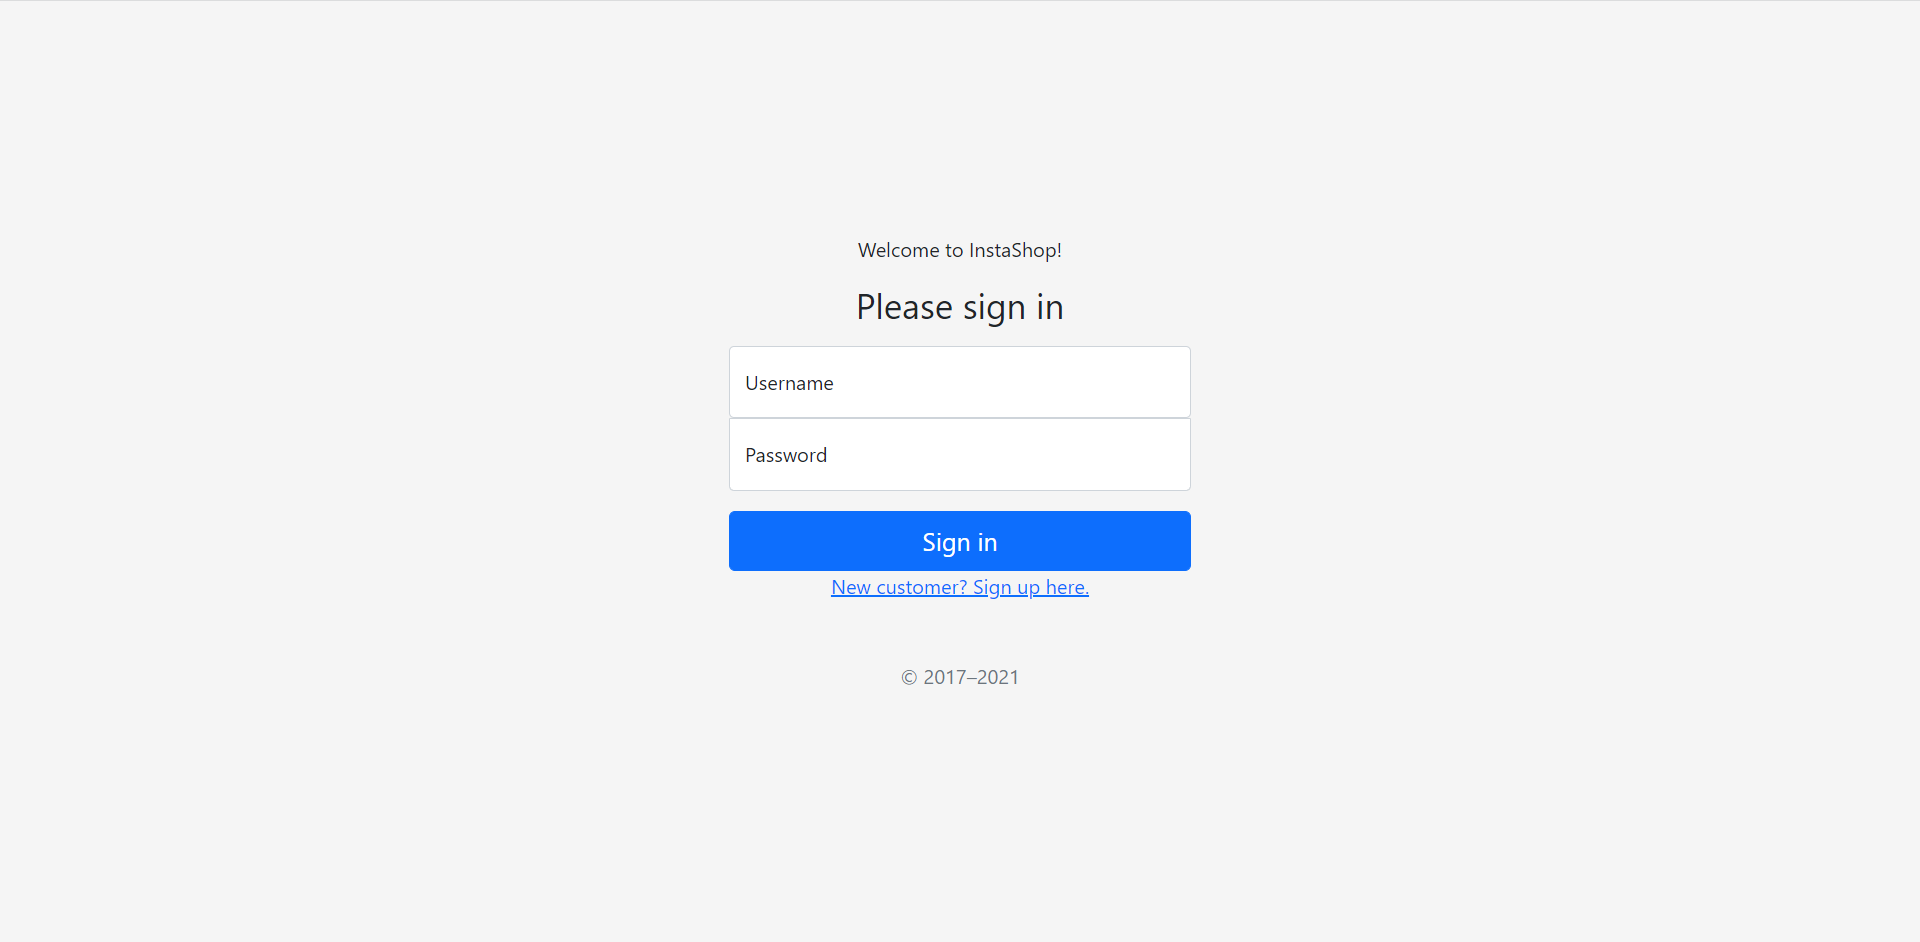 Welcome to InstaShop!
Please sign in
Username
Password
Sign in
New customer? Sign up here.
© 2017–2021